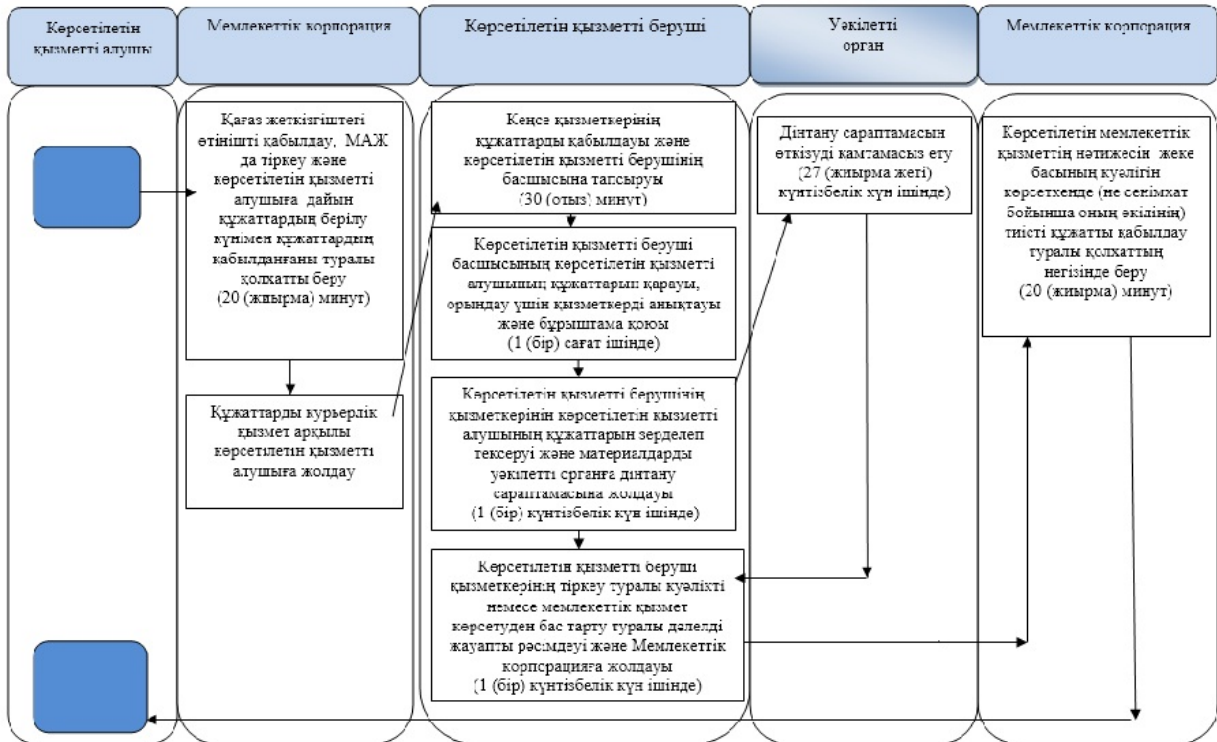 Көрсетілетін
қызметті алушы
Мемлекеттік корпорация
Көрсетілетін қызметті беруші
Уәкілетті
орган
Мемлекеттік корпорация
Қағаз жеткізгіштегі
өтінішті қабылдау, МАЖ
да тіркеу және
көрсетілетін қызметті
алушыға дайын
құжаттардың берілу
күнімен құжаттардың
қабылданғаны туралы
қолхатты беру
(20 (жиырма) минут)
Құжаттарды курьерлік
қызмет арқылы
көрсетілетін қызметті
алушыға жолдау
Кеңсе қызметкерінің
құжаттарды қабылдауы және
көрсетілетін қызметті берушінің
басшысына тапсыруы
(30 (отыз) минут)
Көрсетілетін қызметті беруші
басшысының көрсетілетін қызметті
алушының құжаттарын қарауы,
орындау үшін қызметкерді анықтауы
және бұрыштама қоюы
(1 (бір) сағат ішінде)
Көрсетілетін қызметті берушінің
қызметкерінің көрсетілетін қызметті
алушының құжаттарын зерделеп
тексеруі және материалдарды
уәкілетті органға дінтану
сараптамасына жолдауы
(1 (бір) күнтізбелік күн ішінде)
Көрсетілетін қызметті беруші
қызметкерінің тіркеу туралы куәлікті
немесе мемлекеттік қызмет
көрсетуден бас тарту туралы дәлелді
жауапты рәсімдеуі және Мемлекеттік
корпорацияға жолдауы
(1 (бір) күнтізбелік күн ішінде)
Дінтану сараптамасын
өткізуді қамтамасыз ету
(27 (жиырма жеті)
күнтізбелік күн ішінде)
Көрсетілетін мемлекеттік
қызметтің нәтижесін жеке
басының куәлігін
көрсеткенде (не сенімхат
бойынша оның өкілінің)
тиісті құжатты қабылдау
туралы қолхаттың
негізінде беру
(20 (жиырма) минут)